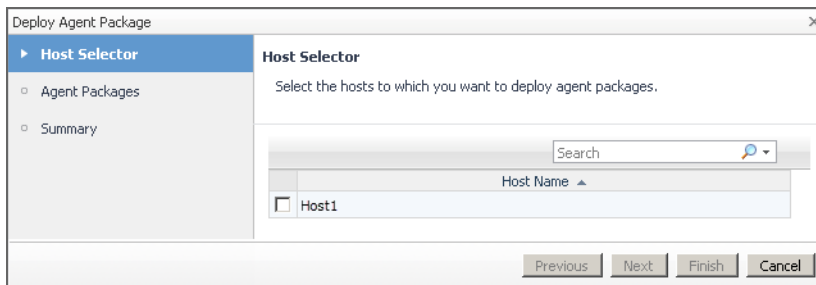 Deploy Agent Package
Host Selector
Agent Packages
Summary
Host Selector
Select the hosts to which you want to deploy agent packages.
Search
Host Name
Host1
Previous Next Finish Cancel